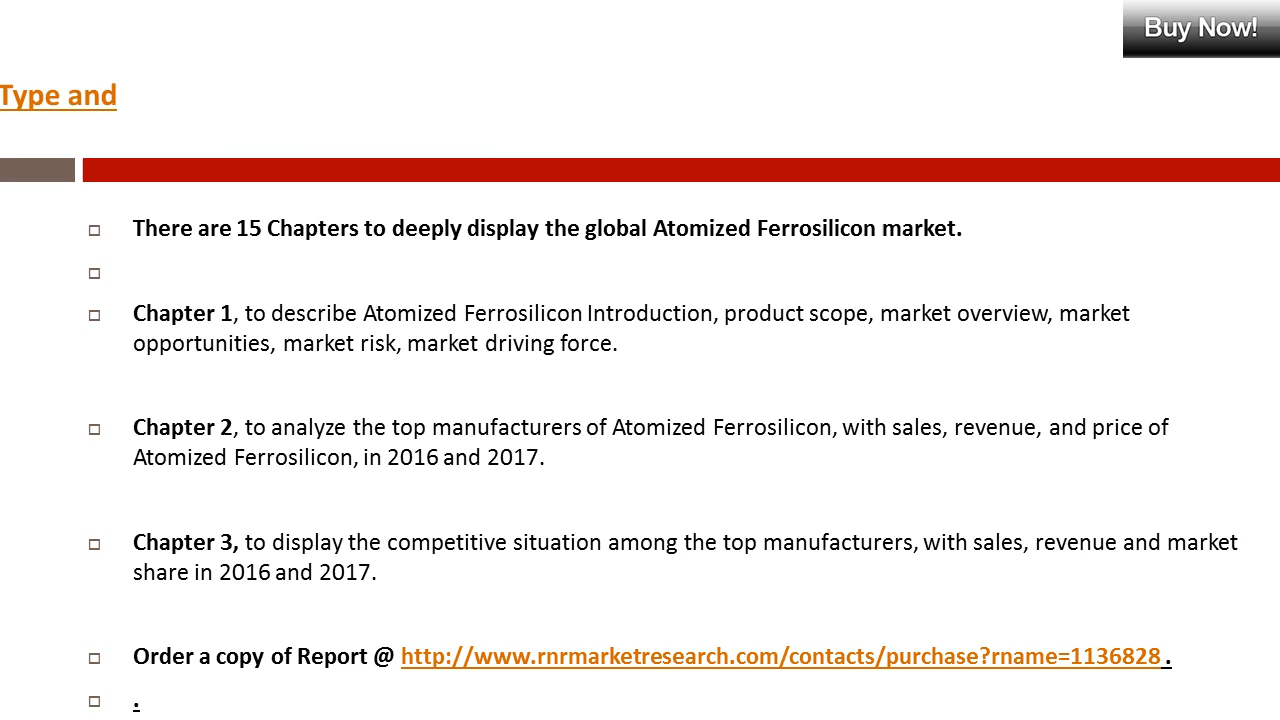 Buy Now!
Type and
There are 15 Chapters to deeply display the global Atomized Ferrosilicon market.
Chapter 1, to describe Atomized Ferrosilicon Introduction, product scope, market overview, market
opportunities, market risk, market driving force.
Chapter 2, to analyze the top manufacturers of Atomized Ferrosilicon, with sales, revenue, and price of
Atomized Ferrosilicon, in 2016 and 2017.
Chapter 3, to display the competitive situation among the top manufacturers, with sales, revenue and market
share in 2016 and 2017.
Order a copy of Report @ http://www.rnrmarketresearch.com/contacts/purchase?rname=1136828 .
.